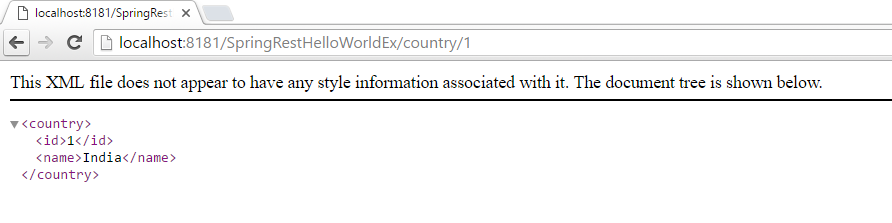 localhost:8181/SpringRest
localhost:8181/SpringRestHelloWorldEx/country/1
This XML file does not appear to have any style information associated with it. The document tree is shown below.
<country>
<id>1</id>
<name>India</name>
</country>